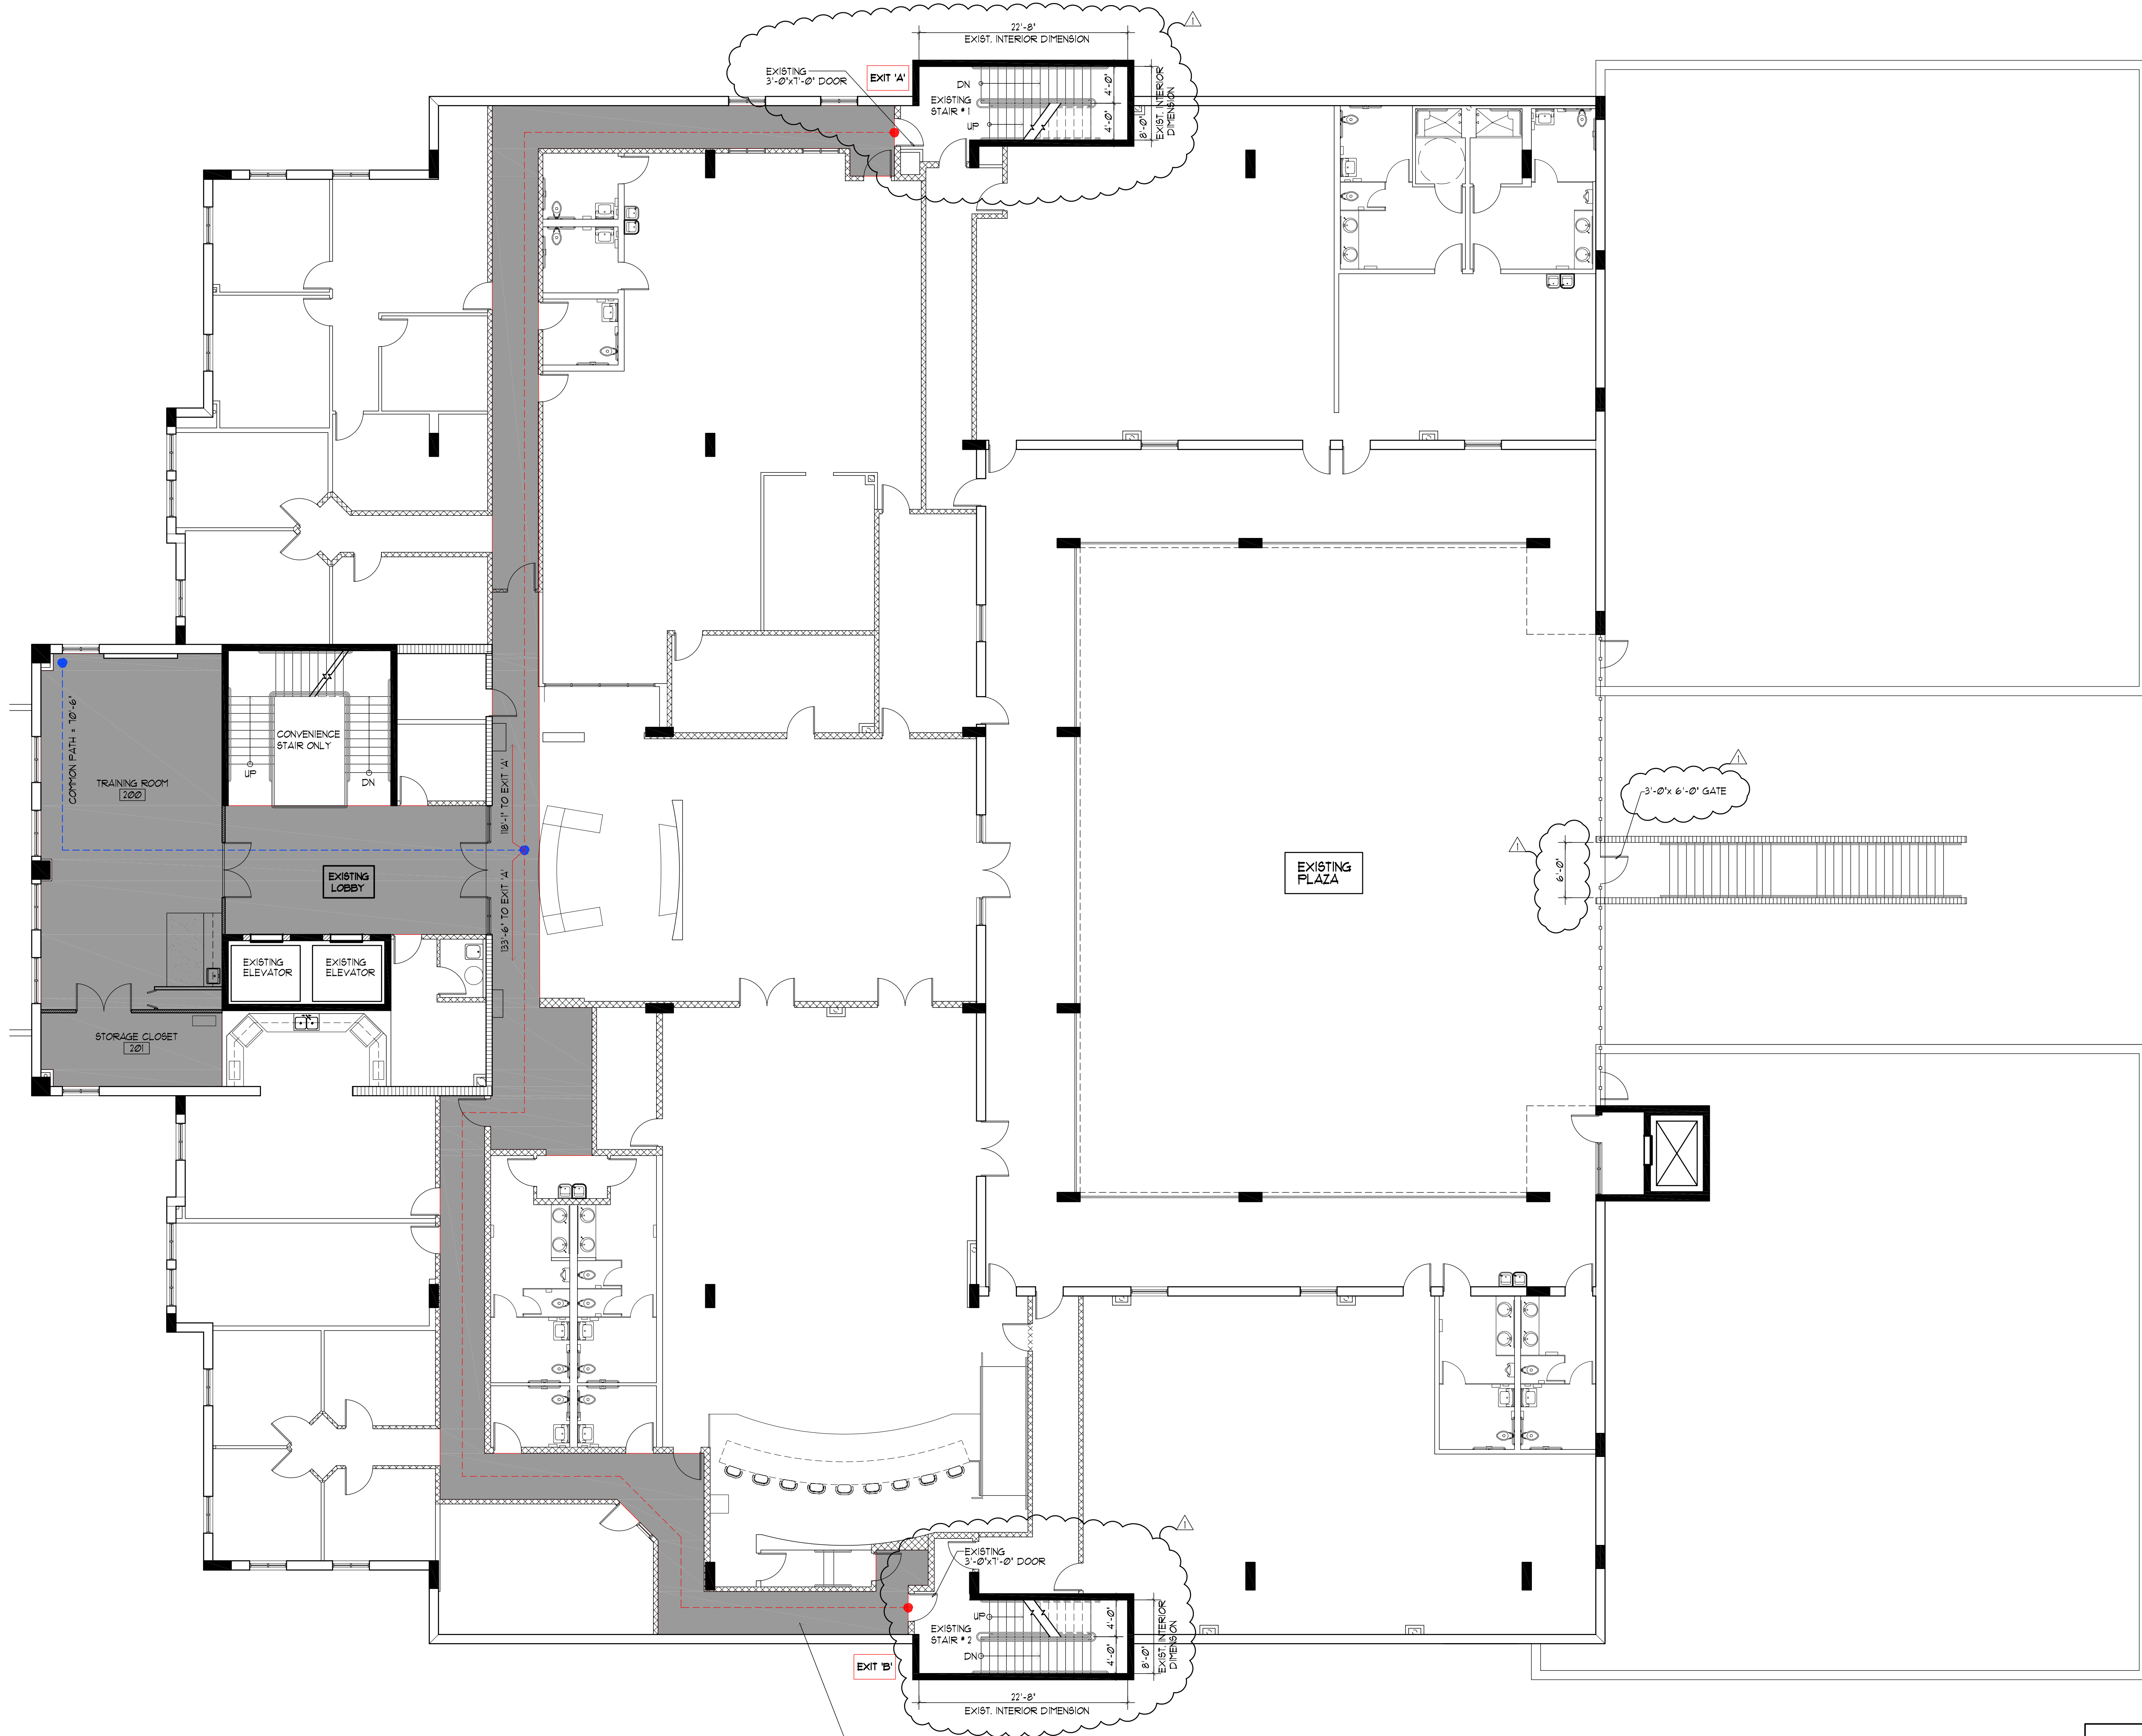 22'-8"
EXIST. INTERIOR DIMENSION
1
EXISTING
3'-0"x7'-0" DOOR
EXIT 'A'
DN
EXISTING
STAIR #1
UP
4'-0"
4'-0"
8'-0"
EXIST. INTERIOR
DIMENSION
COMMON PATH = 70'-6"
CONVENIENCE
STAIR ONLY
UP
DN
TRAINING ROOM
200
118'-1" TO EXIT 'A'
1
3'-0"x 6'-0" GATE
1
6'-0"
EXISTING
PLAZA
EXISTING
LOBBY
133'-6" TO EXIT 'A'
EXISTING
ELEVATOR
EXISTING
ELEVATOR
STORAGE CLOSET
201
1
EXISTING
3'-0"x7'-0" DOOR
UP
EXISTING
STAIR #2
DN
4'-0"
4'-0"
8'-0"
EXIST. INTERIOR
DIMENSION
EXIT 'B'
22'-8"
EXIST. INTERIOR DIMENSION